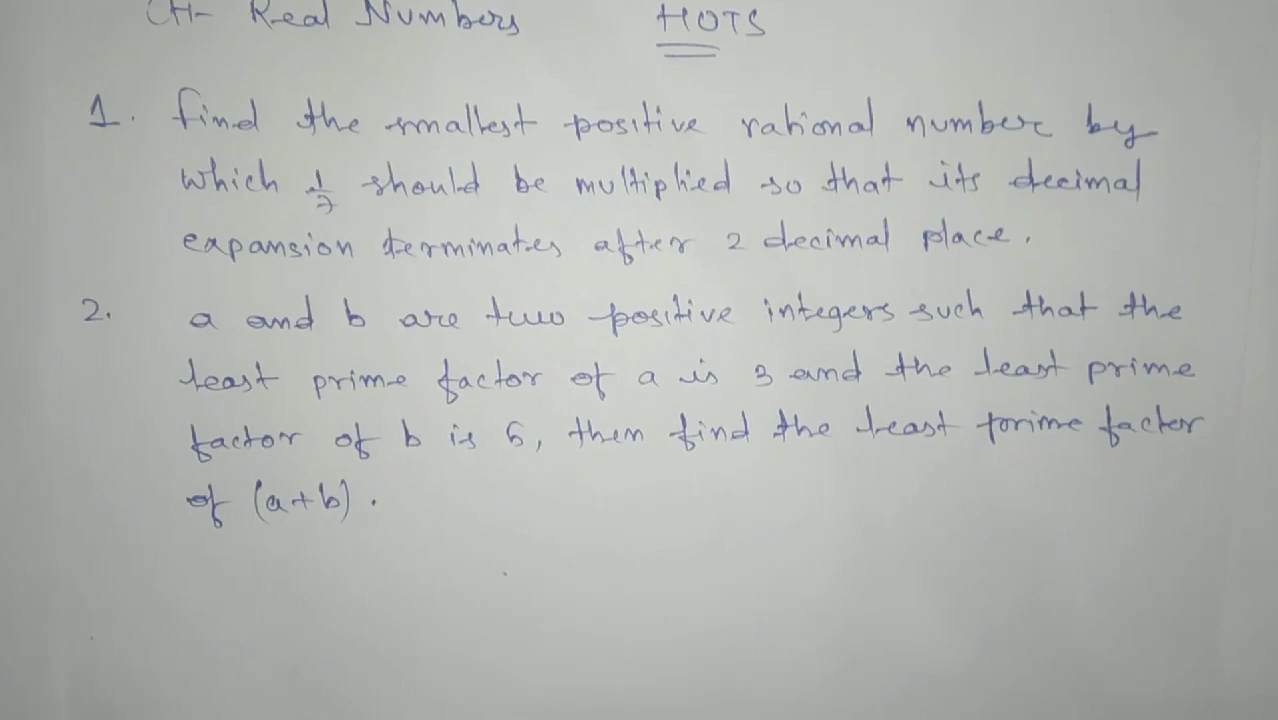 CH- Real Numbers HOTS
1. find the smallest positive rational number by
which 1/7 should be multiplied so that its decimal
expansion terminates after 2 decimal place.
2. a and b are two positive integers such that the
least prime factor of a is 3 and the least prime
factor of b is 5, then find the least prime factor
of (a+b).